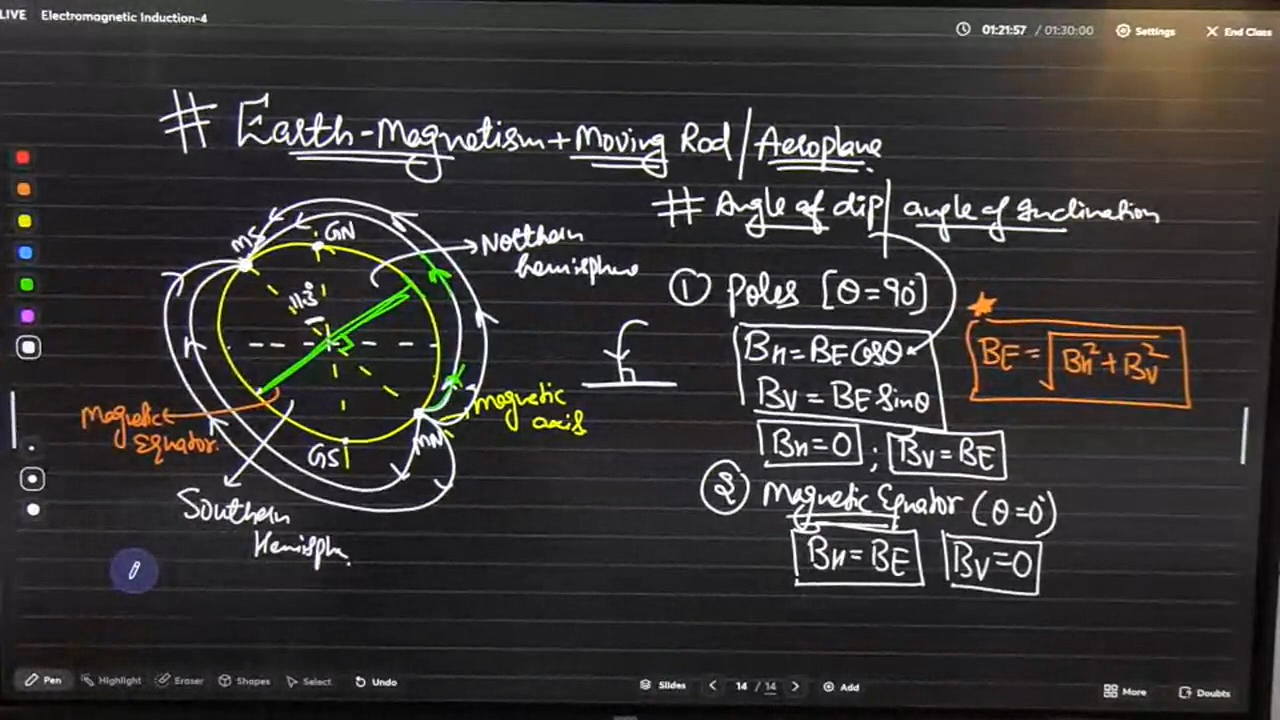 LIVE Electromagnetic Induction-4
01:21:57 / 01:30:00 Settings End Class
# Earth-Magnetism+Moving Rod/Aeroplane
# Angle of dip/angle of Inclination
MS
GN
Northern
hemisphere
11.3°
Magnetic
Equator.
Magnetic
axis
MN
GS
Southern
Hemisphe.
① Poles [θ=90°]
BH=BE Cosθ
BV=BE Sinθ
BE=√BH²+BV²
BH=0 ; BV=BE
② Magnetic Equator (θ=0°)
BH=BE BV=0
Pen Highlight Eraser Shapes Select Undo
Slides < 14 / 14 > Add
More Doubts